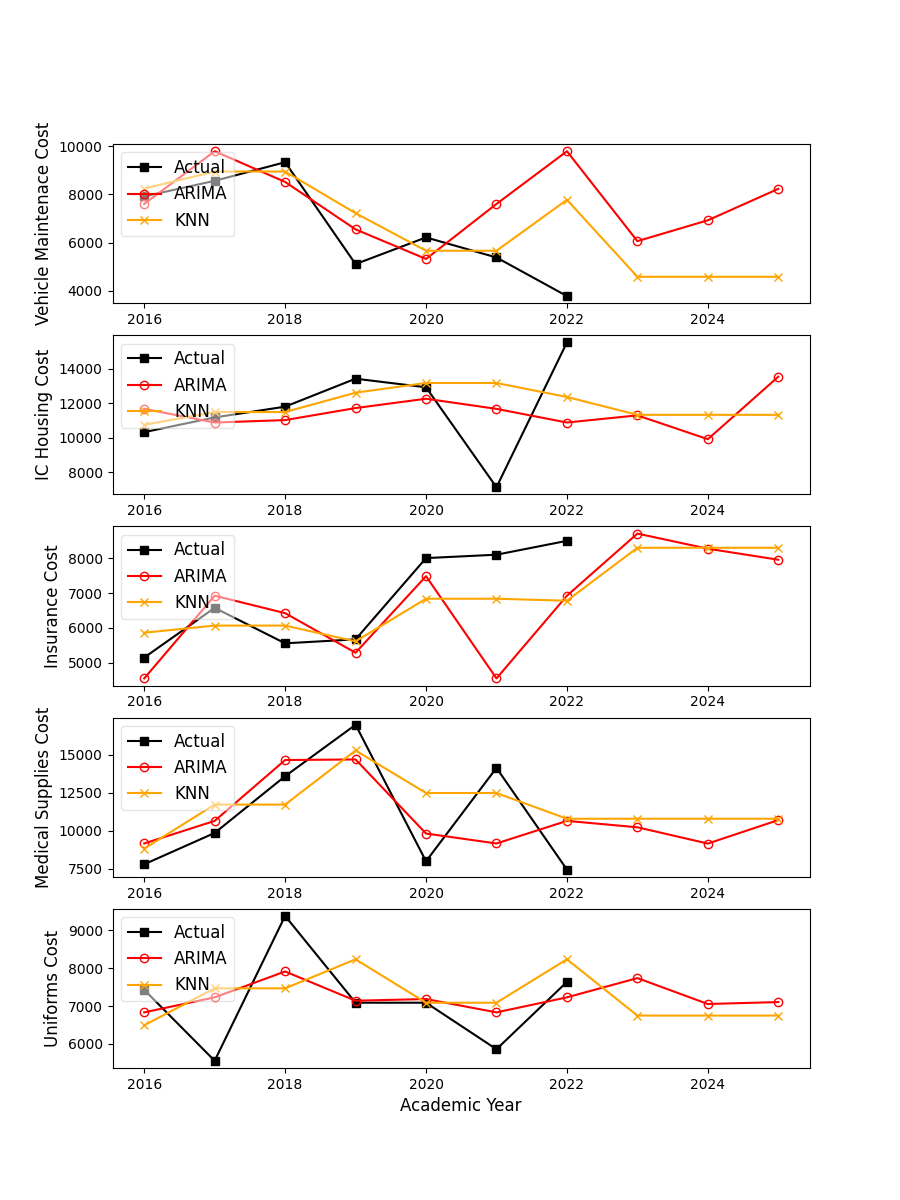 Vehicle Maintenace Cost
10000
8000
6000
4000
Actual
ARIMA
KNN
2016 2018 2020 2022 2024
IC Housing Cost
14000
12000
10000
8000
Actual
ARIMA
KNN
2016 2018 2020 2022 2024
Insurance Cost
8000
7000
6000
5000
Actual
ARIMA
KNN
2016 2018 2020 2022 2024
Medical Supplies Cost
15000
12500
10000
7500
Actual
ARIMA
KNN
2016 2018 2020 2022 2024
Uniforms Cost
9000
8000
7000
6000
Actual
ARIMA
KNN
2016 2018 2020 2022 2024
Academic Year